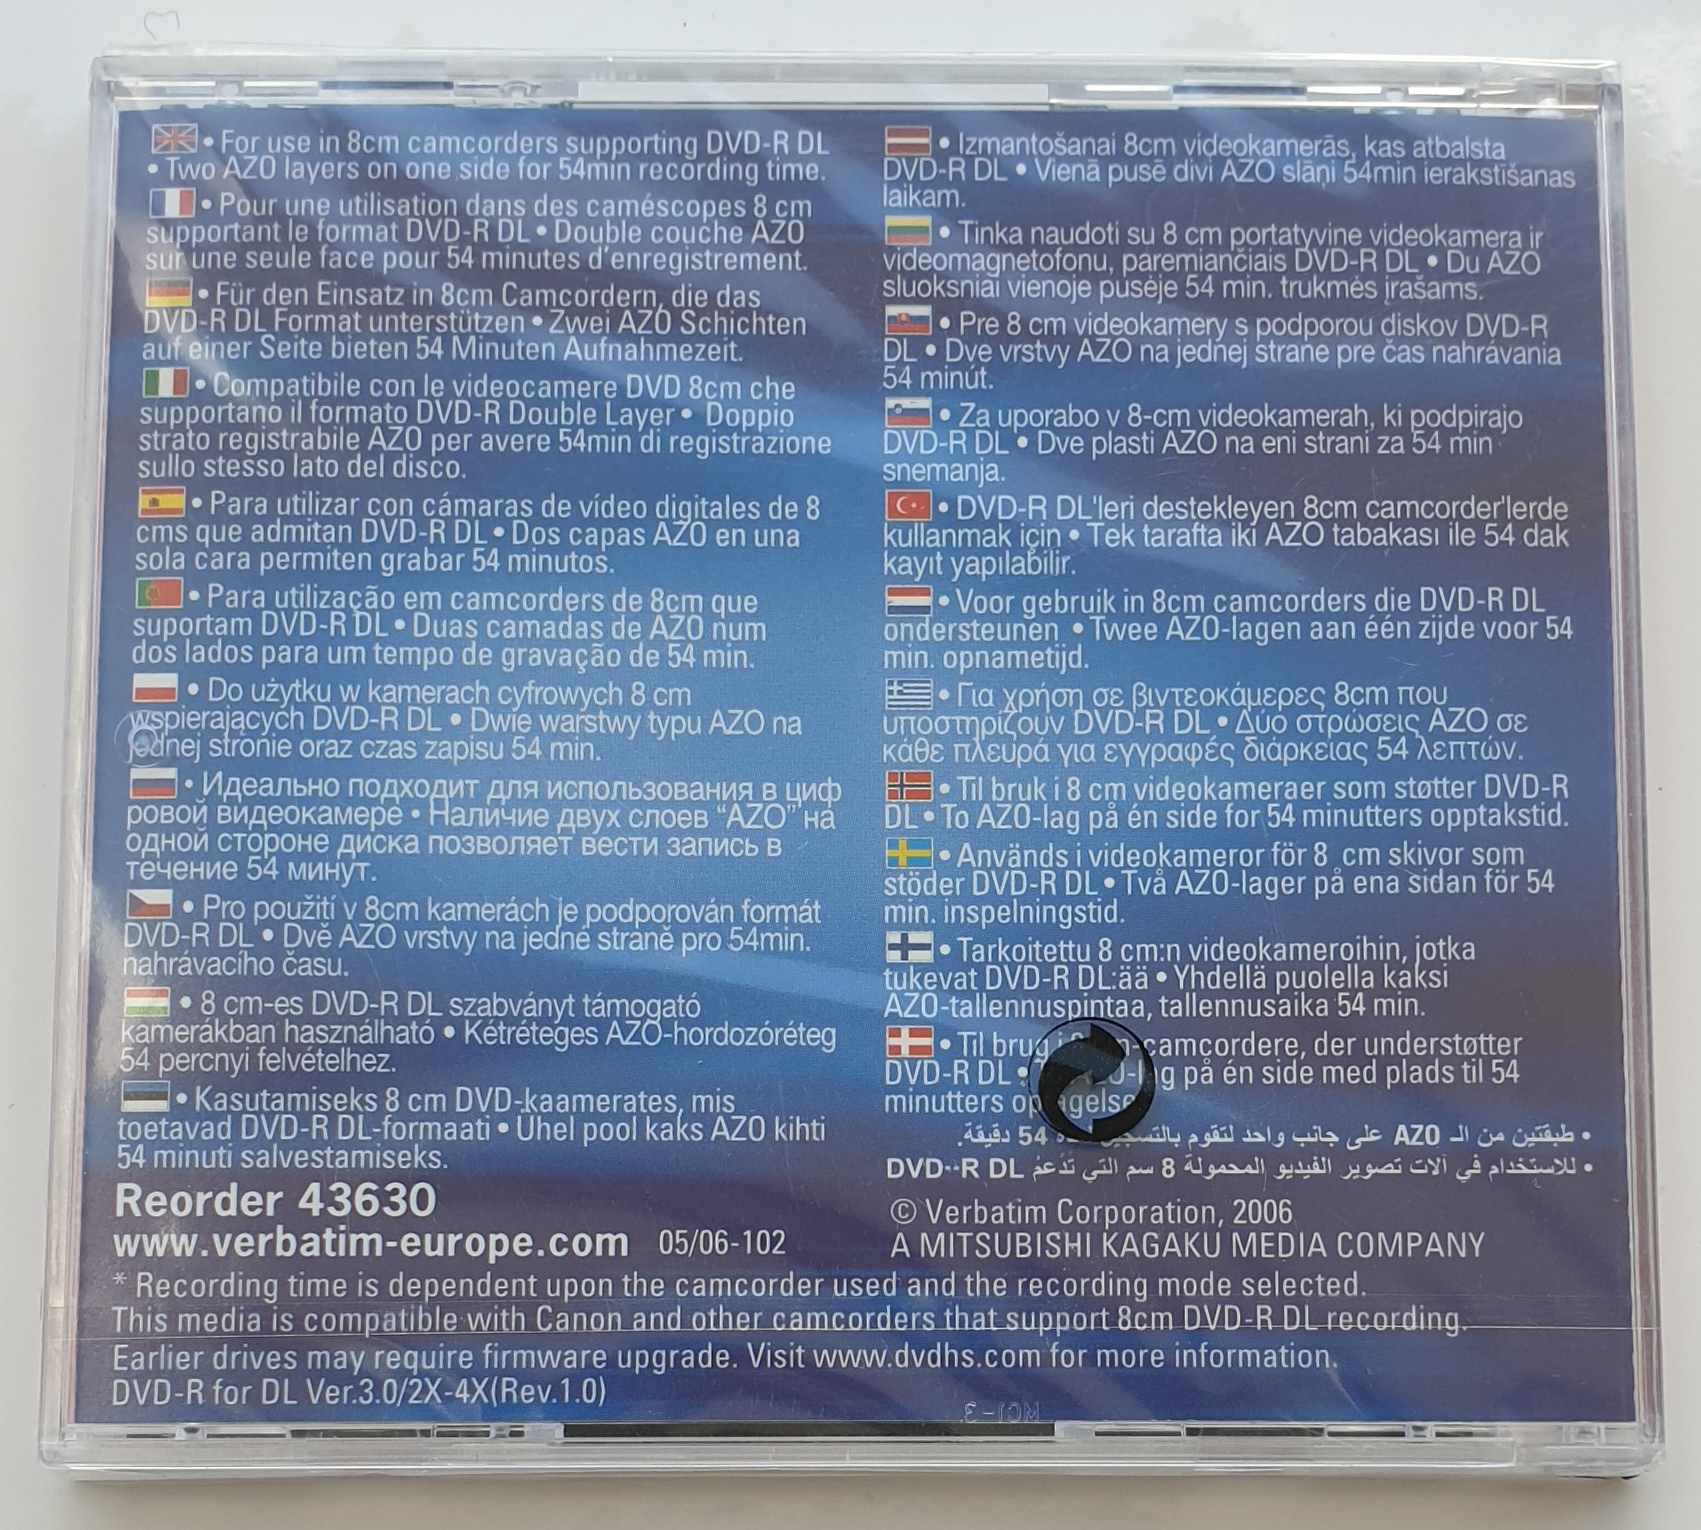 • For use in 8cm camcorders supporting DVD-R DL
• Two AZO layers on one side for 54min recording time.
• Pour une utilisation dans des caméscopes 8 cm
supportant le format DVD-R DL • Double couche AZO
sur une seule face pour 54 minutes d'enregistrement.
• Für den Einsatz in 8cm Camcordern, die das
DVD-R DL Format unterstützen • Zwei AZO Schichten
auf einer Seite bieten 54 Minuten Aufnahmezeit.
• Compatibile con le videocamere DVD 8cm che
supportano il formato DVD-R Double Layer • Doppio
strato registrabile AZO per avere 54min di registrazione
sullo stesso lato del disco.
• Para utilizar con cámaras de vídeo digitales de 8
cms que admitan DVD-R DL • Dos capas AZO en una
sola cara permiten grabar 54 minutos.
• Para utilização em camcorders de 8cm que
suportam DVD-R DL • Duas camadas de AZO num
dos lados para um tempo de gravação de 54 min.
• Do użytku w kamerach cyfrowych 8 cm
wspierających DVD-R DL • Dwie warstwy typu AZO na
jednej stronie oraz czas zapisu 54 min.
• Идеально подходит для использования в циф
ровой видеокамере • Наличие двух слоев “AZO” на
одной стороне диска позволяет вести запись в
течение 54 минут.
• Pro použití v 8cm kamerách je podporován formát
DVD-R DL • Dvě AZO vrstvy na jedné straně pro 54min.
nahrávacího času.
• 8 cm-es DVD-R DL szabványt támogató
kamerákban használható • Kétréteges AZO-hordozóréteg
54 percnyi felvételhez.
• Kasutamiseks 8 cm DVD-kaamerates, mis
toetavad DVD-R DL-formaati • Ühel pool kaks AZO kihti
54 minuti salvestamiseks.
Reorder 43630
www.verbatim-europe.com 05/06-102
• Izmantošanai 8cm videokamerās, kas atbalsta
DVD-R DL • Vienā pusē divi AZO slāņi 54min ierakstīšanas
laikam.
• Tinka naudoti su 8 cm portatyvine videokamera ir
videomagnetofonu, paremiančiais DVD-R DL • Du AZO
sluoksniai vienoje pusėje 54 min. trukmės įrašams.
• Pre 8 cm videokamery s podporou diskov DVD-R
DL • Dve vrstvy AZO na jednej strane pre čas nahrávania
54 minút.
• Za uporabo v 8-cm videokamerah, ki podpirajo
DVD-R DL • Dve plasti AZO na eni strani za 54 min
snemanja.
• DVD-R DL'leri destekleyen 8cm camcorder'lerde
kullanmak için • Tek tarafta iki AZO tabakası ile 54 dak
kayıt yapılabilir.
• Voor gebruik in 8cm camcorders die DVD-R DL
ondersteunen • Twee AZO-lagen aan één zijde voor 54
min. opnametijd.
• Για χρήση σε βιντεοκάμερες 8cm που
υποστηρίζουν DVD-R DL • Δύο στρώσεις AZO σε
κάθε πλευρά για εγγραφές διάρκειας 54 λεπτών.
• Til bruk i 8 cm videokameraer som støtter DVD-R
DL • To AZO-lag på én side for 54 minutters opptakstid.
• Används i videokameror för 8 cm skivor som
stöder DVD-R DL • Två AZO-lager på ena sidan för 54
min. inspelningstid.
• Tarkoitettu 8 cm:n videokameroihin, jotka
tukevat DVD-R DL:ää • Yhdellä puolella kaksi
AZO-tallennuspintaa, tallennusaika 54 min.
• Til brug i camcordere, der understøtter
DVD-R DL • på én side med plads til 54
minutters
• طبقتين من الـ AZO على جانب واحد لتقوم بالتسجيل 54 دقيقة.
• للاستخدام في آلات تصوير الفيديو المحمولة 8 سم التي تدعم DVD-R DL
© Verbatim Corporation, 2006
A MITSUBISHI KAGAKU MEDIA COMPANY
* Recording time is dependent upon the camcorder used and the recording mode selected.
This media is compatible with Canon and other camcorders that support 8cm DVD-R DL recording.
Earlier drives may require firmware upgrade. Visit www.dvdhs.com for more information.
DVD-R for DL Ver.3.0/2X-4X(Rev.1.0)
MC1-3